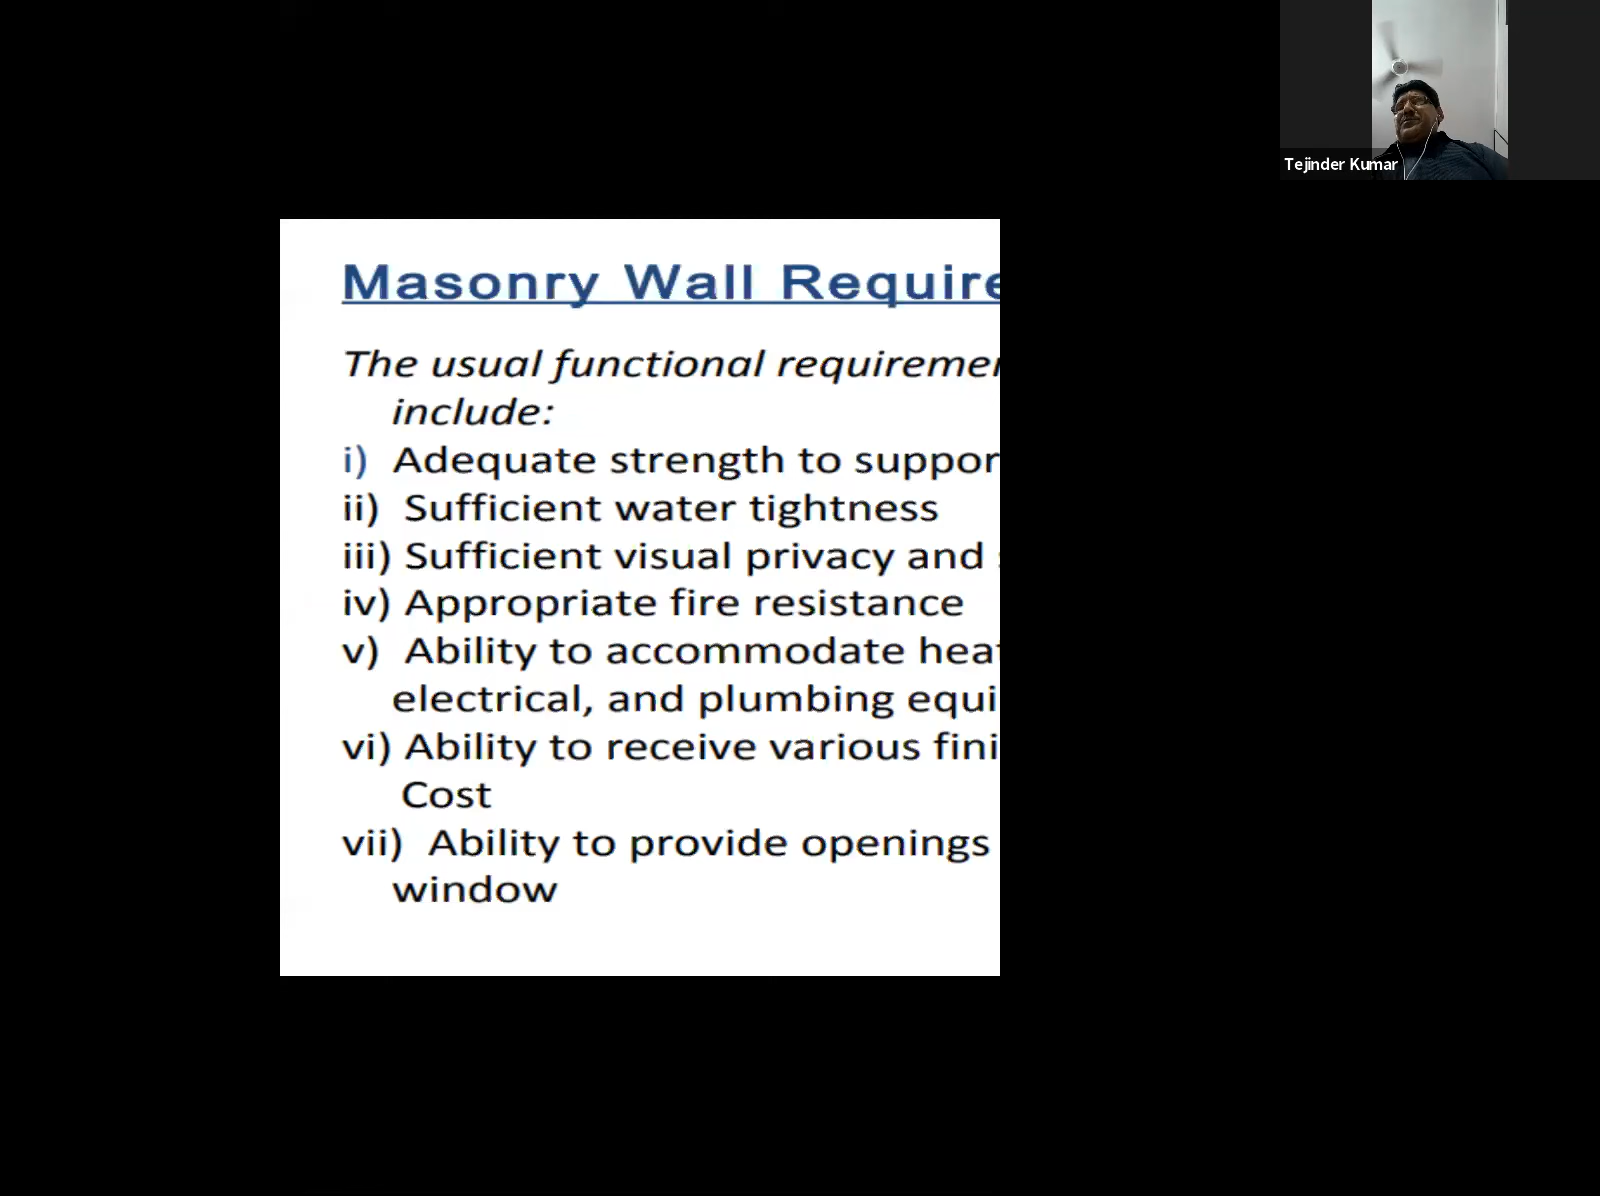 Masonry Wall Require
The usual functional requiremen
include:
i) Adequate strength to suppor
ii) Sufficient water tightness
iii) Sufficient visual privacy and
iv) Appropriate fire resistance
v) Ability to accommodate heat
electrical, and plumbing equi
vi) Ability to receive various fini
Cost
vii) Ability to provide openings
window
Tejinder Kumar